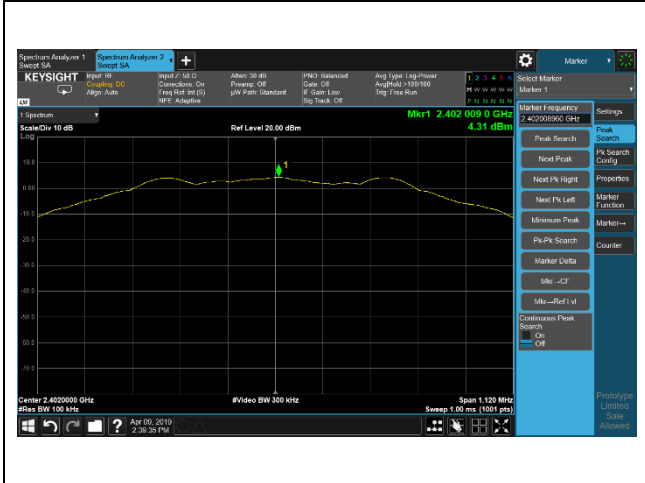 Spectrum Analyzer 1
Swept SA
Spectrum Analyzer 2
Swept SA
Marker
KEYSIGHT
Input: RF
Coupling: DC
Align: Auto
Input Z: 50 Ω
Corrections: On
Freq Ref: Int (S)
NFE: Adaptive
Atten: 30 dB
Preamp: Off
µW Path: Standard
PNO: Balanced
Gate: Off
IF Gain: Low
Sig Track: Off
Avg Type: Log-Power
Avg|Hold:>100/100
Trig: Free Run
1 2 3 4 5 6
M W W W W W
P N N N N N
Select Marker
Marker 1
1 Spectrum
Scale/Div 10 dB
Log
Ref Level 20.00 dBm
Mkr1 2.402 009 0 GHz
4.31 dBm
10.0
0.00
-10.0
-20.0
-30.0
-40.0
-50.0
-60.0
-70.0
1
Center 2.4020000 GHz
#Res BW 100 kHz
#Video BW 300 kHz
Span 1.120 MHz
Sweep 1.00 ms (1001 pts)
Marker Frequency
2.402008960 GHz
Peak Search
Next Peak
Next Pk Right
Next Pk Left
Minimum Peak
Pk-Pk Search
Marker Delta
Mkr→CF
Mkr→Ref Lvl
Continuous Peak
Search
On
Off
Settings
Peak
Search
Pk Search
Config
Properties
Marker
Function
Marker→
Counter
Prototype
Limited
Sale
Allowed
Apr 09, 2019
2:39:35 PM